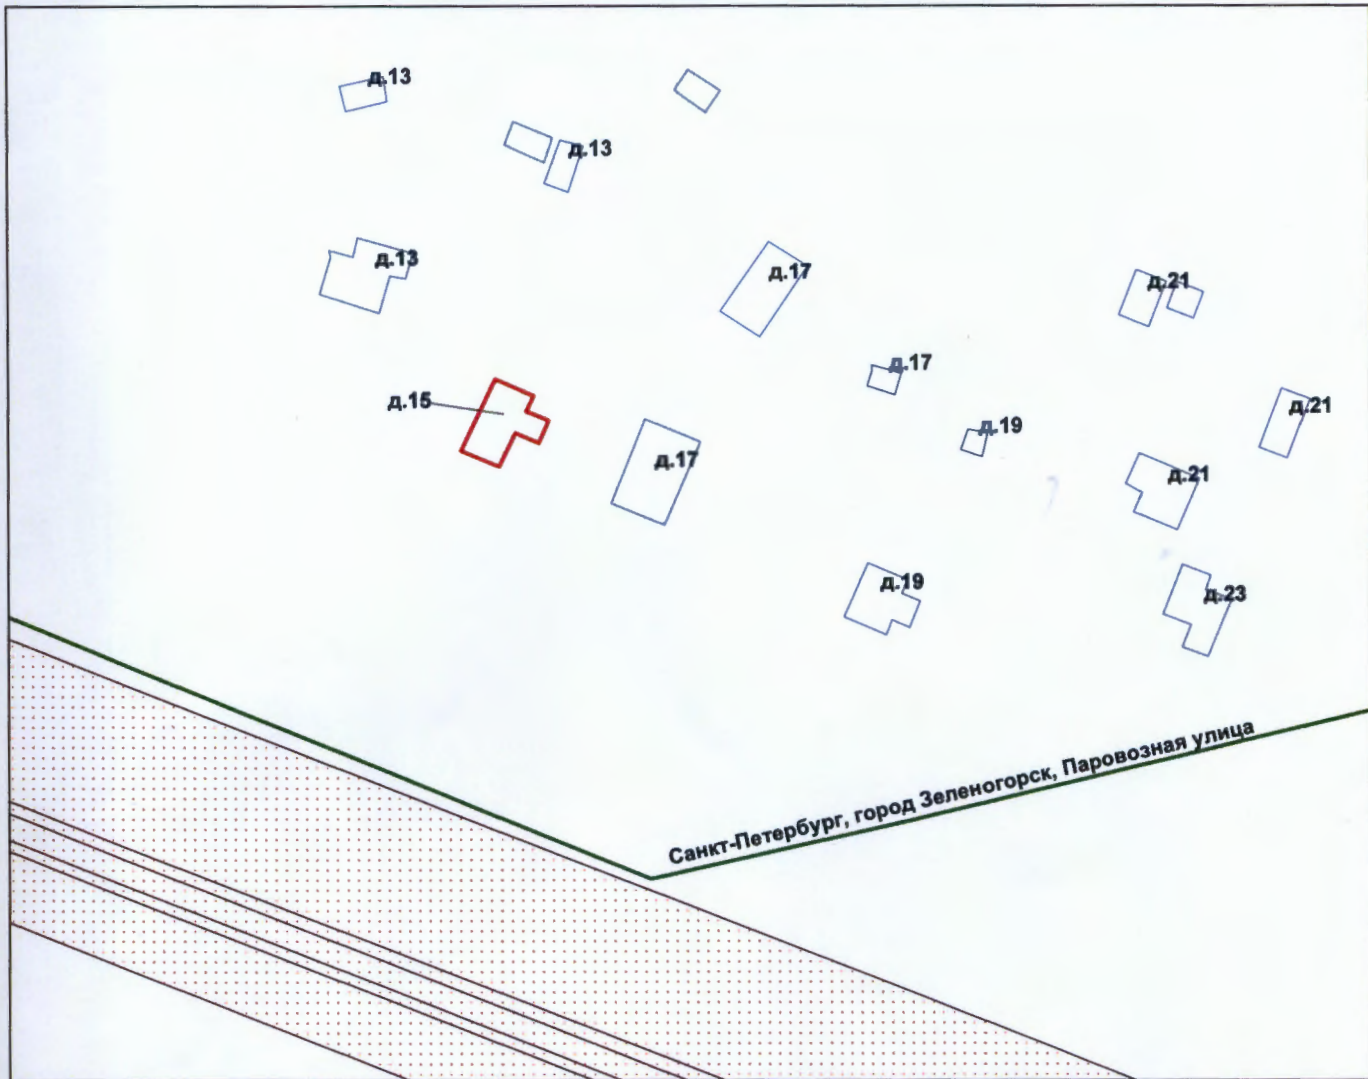 д.13
д.13
д.13
д.17
д.21
д.17
д.15
д.21
д.19
д.17
д.21
д.19
д.23
Санкт-Петербург, город Зеленогорск, Паровозная улица